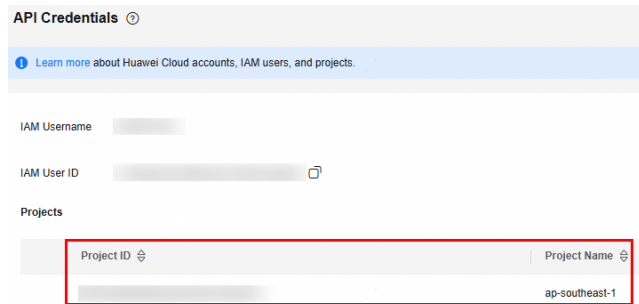 API Credentials
Learn more about Huawei Cloud accounts, IAM users, and projects.
IAM Username
IAM User ID
Projects
Project ID Project Name
ap-southeast-1